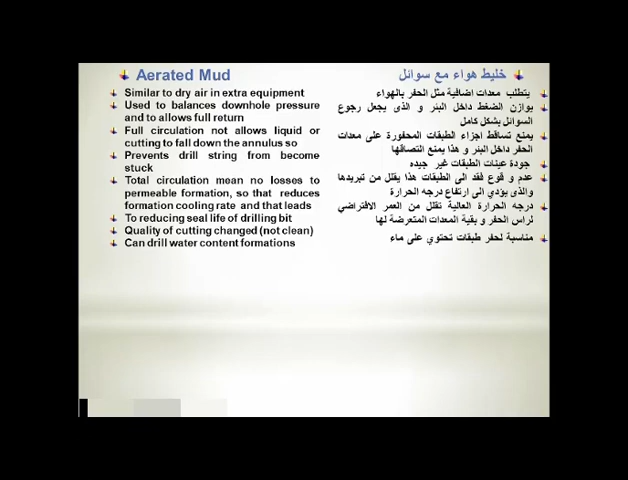 Aerated Mud
Similar to dry air in extra equipment
Used to balances downhole pressure
and to allows full return
Full circulation not allows liquid or
cutting to fall down the annulus so
Prevents drill string from become
stuck
Total circulation mean no losses to
permeable formation, so that reduces
formation cooling rate and that leads
To reducing seal life of drilling bit
Quality of cutting changed (not clean)
Can drill water content formations
خليط هواء مع سوائل
يتطلب معدات اضافية مثل الحفر بالهواء
يوازن الضغط داخل البئر و الذى يجعل رجوع
السوائل بشكل كامل
يمنع تساقط اجزاء الطبقات المحفورة على معدات
الحفر داخل البئر و هذا يمنع التصاقها
جودة عينات الطبقات غير جيده
عدم و قوع فقد الى الطبقات هذا يقلل من تبريدها
والذى يؤدي الى ارتفاع درجه الحرارة
درجه الحرارة العالية تقلل من العمر الافتراضي
لراس الحفر و بقية المعدات المتعرضة لها
مناسبة لحفر طبقات تحتوي على ماء